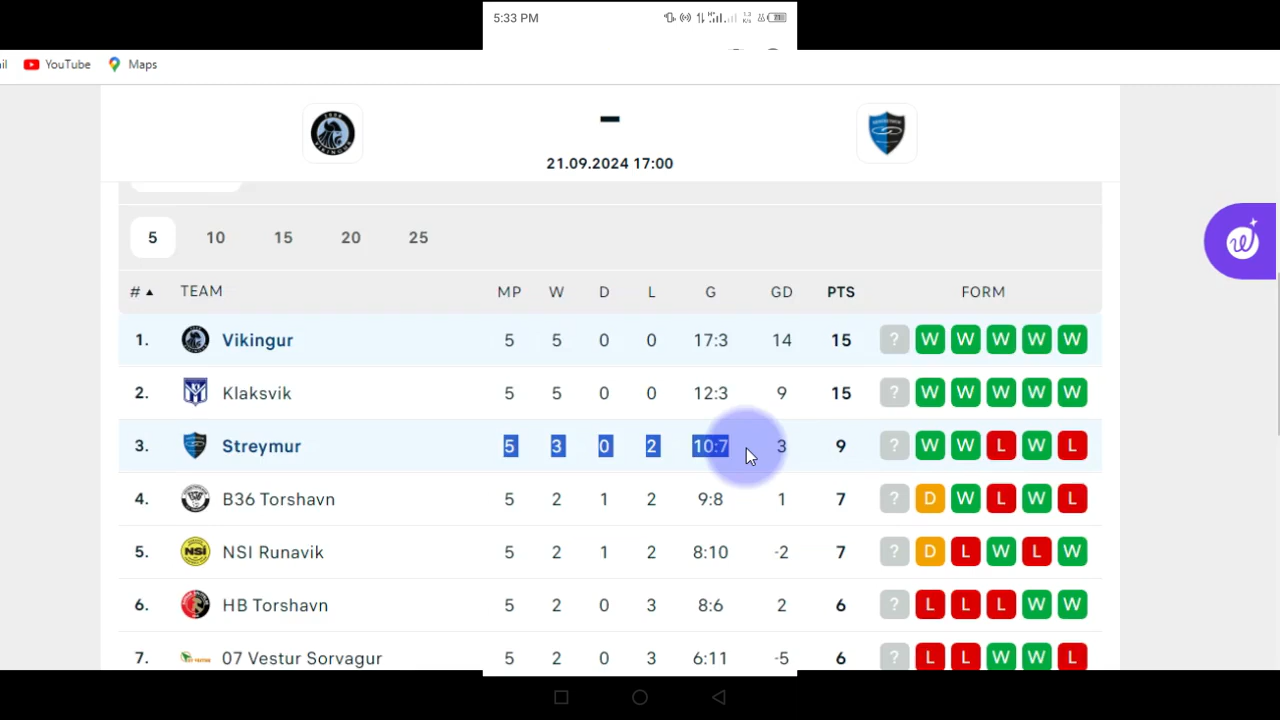 5:33 PM
il YouTube Maps
–
21.09.2024 17:00
5 10 15 20 25
# TEAM MP W D L G GD PTS FORM
1. Vikingur 5 5 0 0 17:3 14 15 ? W W W W W
2. Klaksvik 5 5 0 0 12:3 9 15 ? W W W W W
3. Streymur 5 3 0 2 10:7 3 9 ? W W L W L
4. B36 Torshavn 5 2 1 2 9:8 1 7 ? D W L W L
5. NSI Runavik 5 2 1 2 8:10 -2 7 ? D L W L W
6. HB Torshavn 5 2 0 3 8:6 2 6 ? L L L W W
7. 07 Vestur Sorvagur 5 2 0 3 6:11 -5 6 ? L L W W L